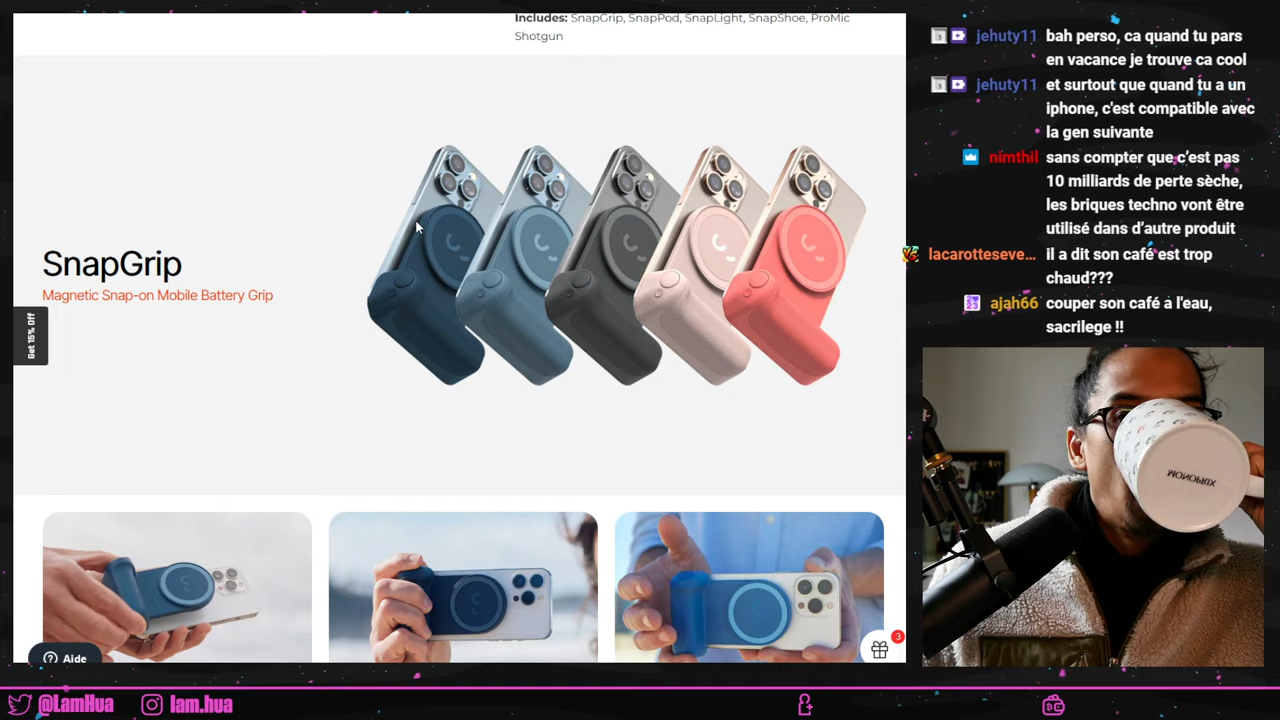 Includes: SnapGrip, SnapPod, SnapLight, SnapShoe, ProMic
Shotgun
SnapGrip
Magnetic Snap-on Mobile Battery Grip
Get 15% Off
Aide
3
jehuty11 bah perso, ca quand tu pars
en vacance je trouve ca cool
jehuty11 et surtout que quand tu a un
iphone, c'est compatible avec
la gen suivante
nimthil sans compter que c’est pas
10 milliards de perte sèche,
les briques techno vont être
utilisé dans d’autre produit
lacarotteseve... il a dit son café est trop
chaud???
ajah66 couper son café a l'eau,
sacrilege !!
MONOPRIX
@LamHua
lam.hua